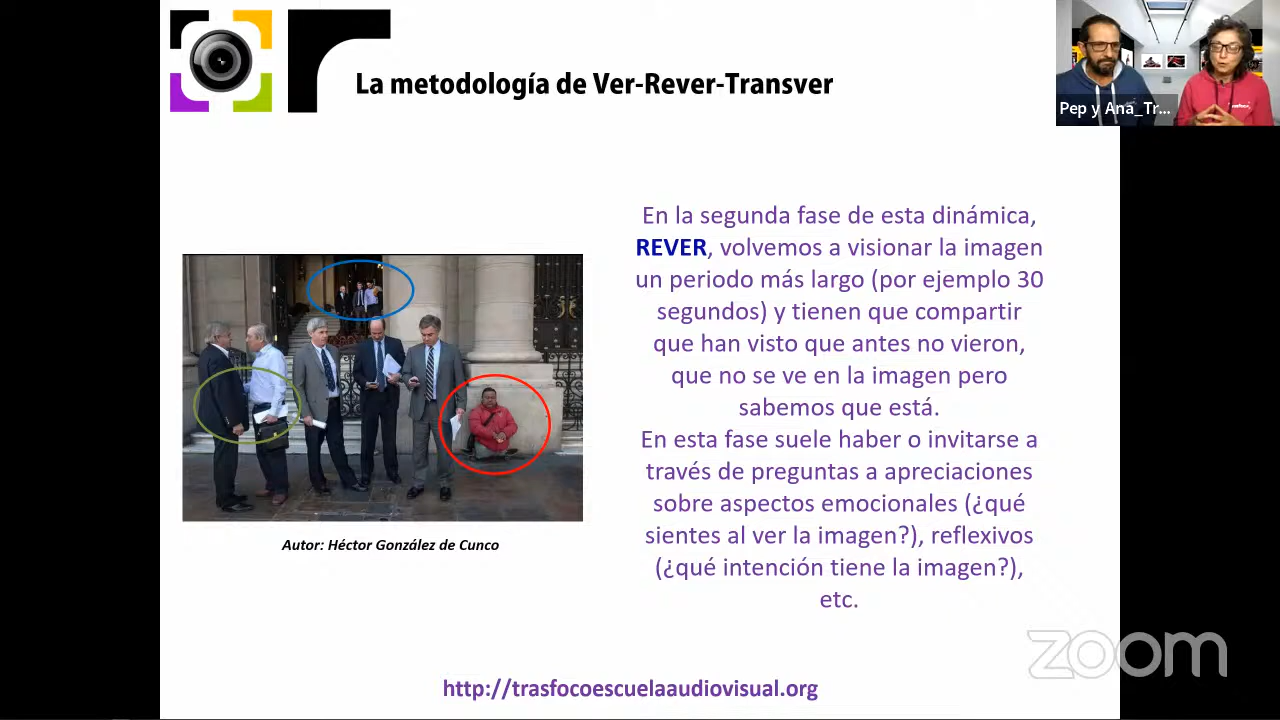 La metodología de Ver-Rever-Transver
Pep y Ana_Tr...
En la segunda fase de esta dinámica,
REVER, volvemos a visionar la imagen
un periodo más largo (por ejemplo 30
segundos) y tienen que compartir
que han visto que antes no vieron,
que no se ve en la imagen pero
sabemos que está.
En esta fase suele haber o invitarse a
través de preguntas a apreciaciones
sobre aspectos emocionales (¿qué
sientes al ver la imagen?), reflexivos
(¿qué intención tiene la imagen?),
etc.
Autor: Héctor González de Cunco
zoom
http://trasfocoescuelaaudiovisual.org